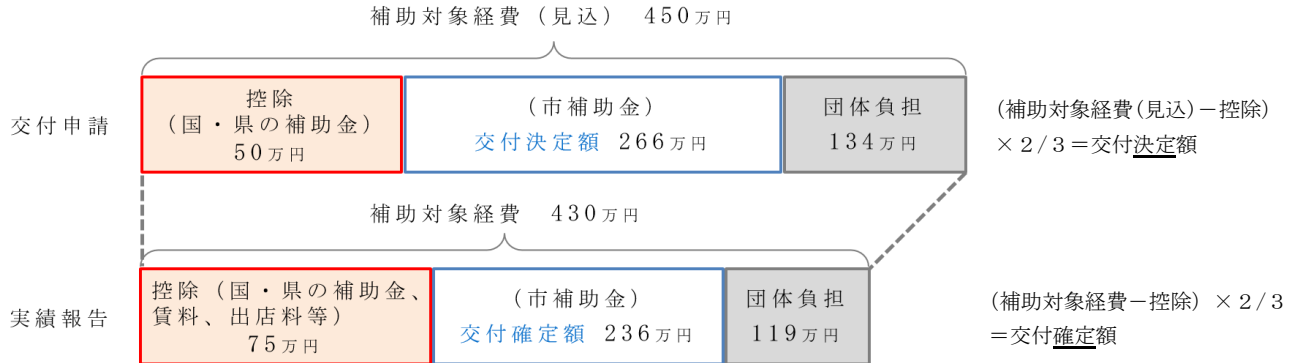 補助対象経費（見込） 450万円
交付申請
控除
（国・県の補助金）
50万円
（市補助金）
交付決定額 266万円
団体負担
134万円
（補助対象経費（見込）－控除）
×２/３＝交付決定額
補助対象経費 430万円
実績報告
控除（国・県の補助金、
賃料、出店料等）
75万円
（市補助金）
交付確定額 236万円
団体負担
119万円
（補助対象経費－控除）×２/３
＝交付確定額